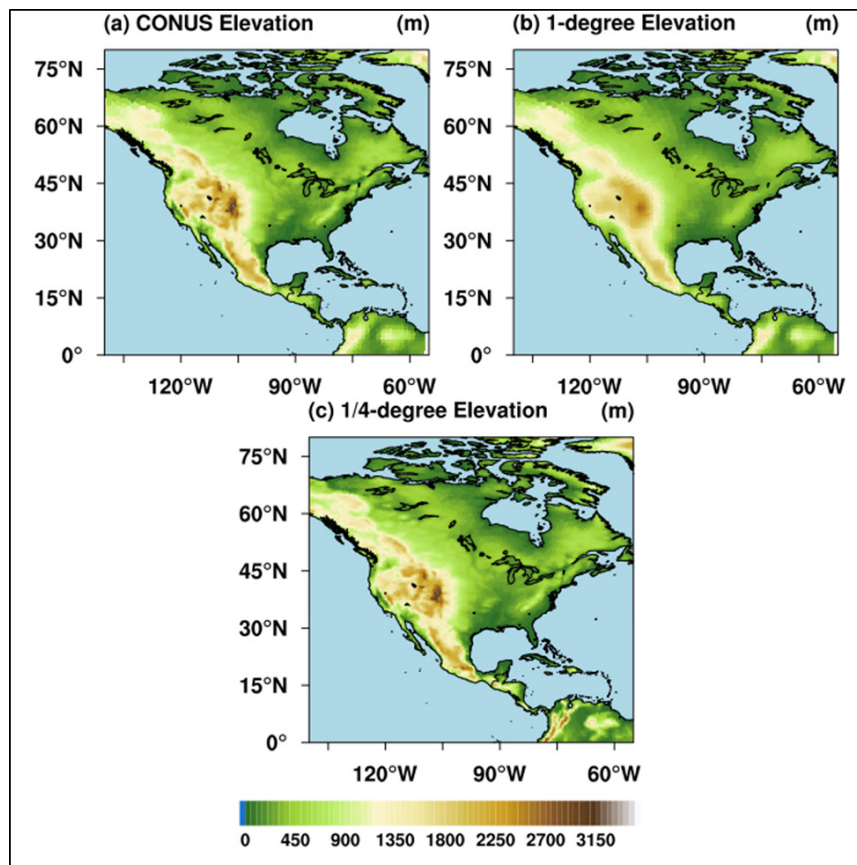 (a) CONUS Elevation (m)
75°N
60°N
45°N
30°N
15°N
0°
120°W 90°W 60°W
(b) 1-degree Elevation (m)
75°N
60°N
45°N
30°N
15°N
0°
120°W 90°W 60°W
(c) 1/4-degree Elevation (m)
75°N
60°N
45°N
30°N
15°N
0°
120°W 90°W 60°W
0 450 900 1350 1800 2250 2700 3150